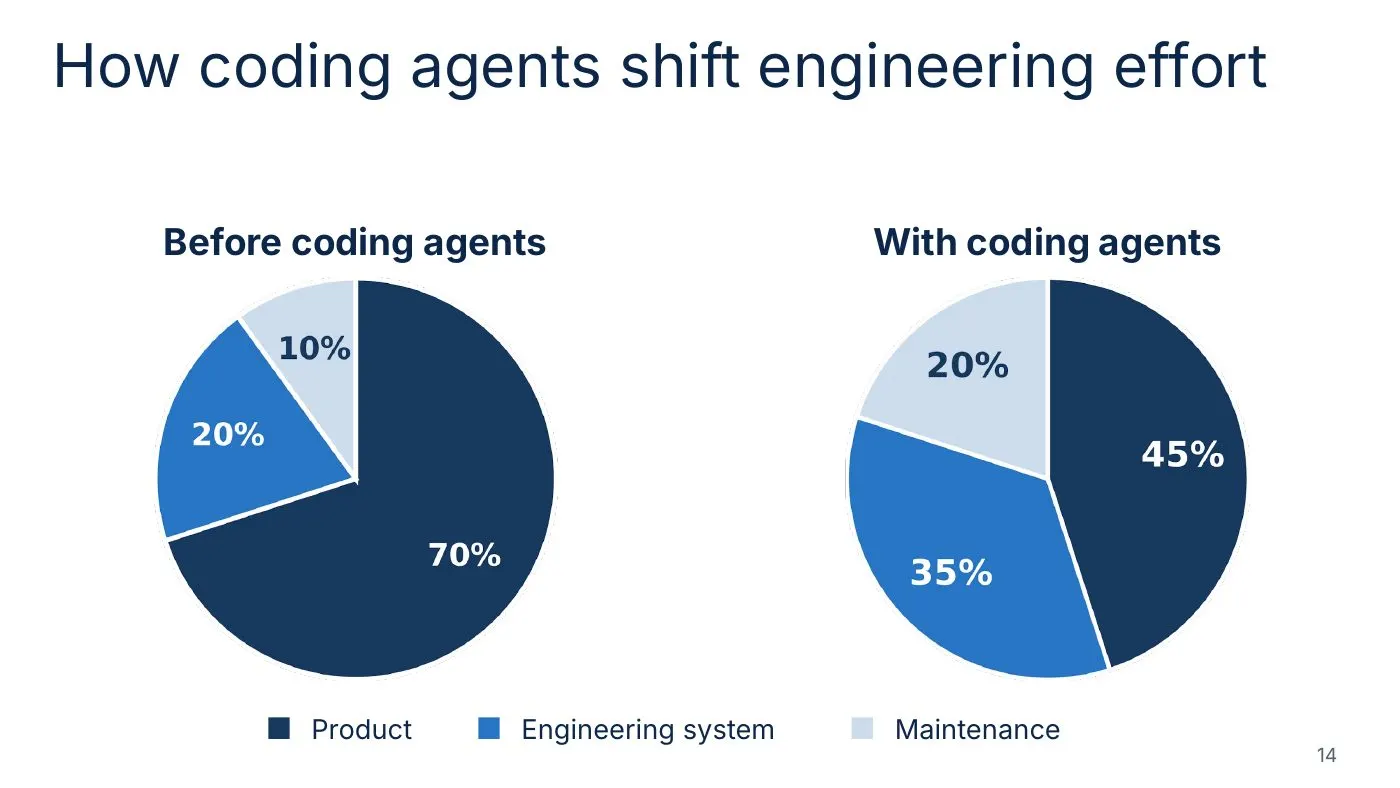 How coding agents shift engineering effort
Before coding agents
With coding agents
10%
20%
70%
20%
45%
35%
Product
Engineering system
Maintenance
14